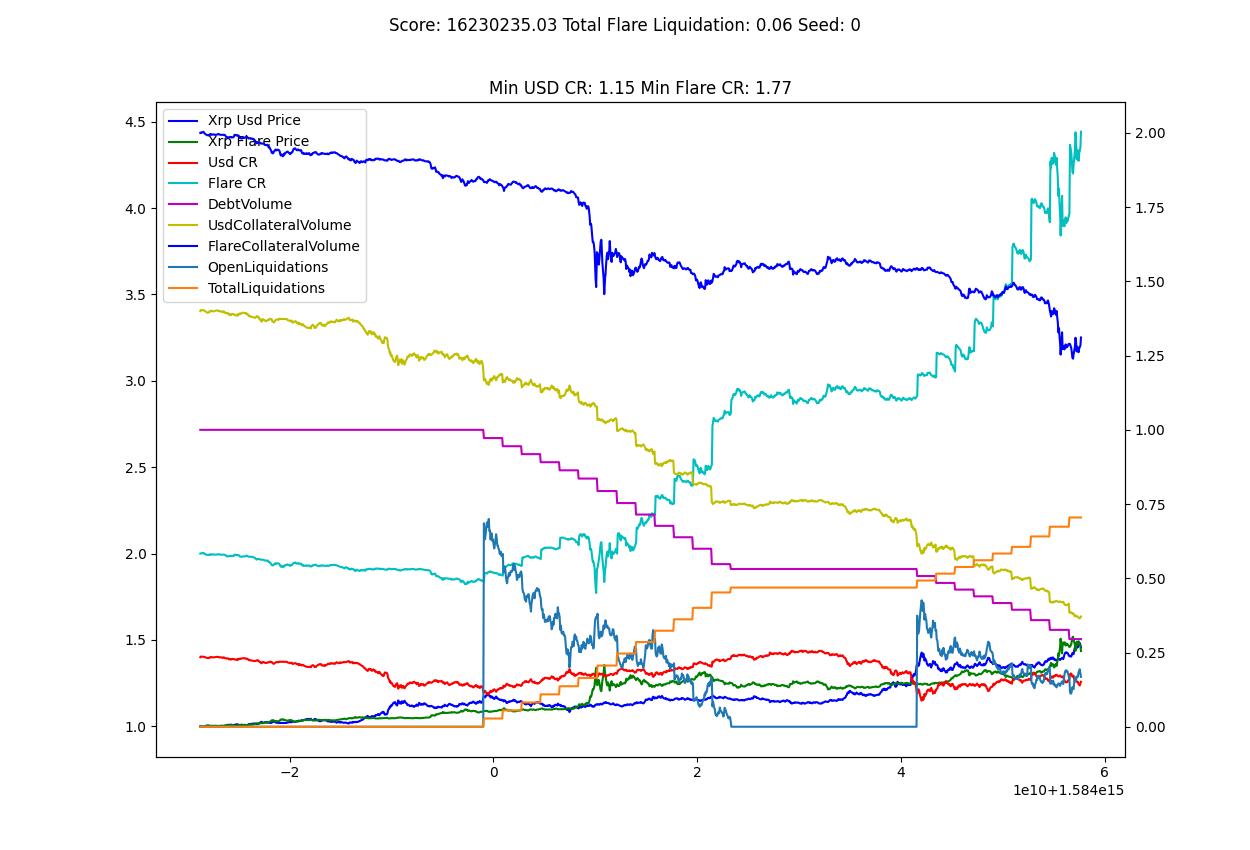 Score: 16230235.03 Total Flare Liquidation: 0.06 Seed: 0
Min USD CR: 1.15 Min Flare CR: 1.77
Xrp Usd Price
Xrp Flare Price
Usd CR
Flare CR
DebtVolume
UsdCollateralVolume
FlareCollateralVolume
OpenLiquidations
TotalLiquidations
4.5
4.0
3.5
3.0
2.5
2.0
1.5
1.0
2.00
1.75
1.50
1.25
1.00
0.75
0.50
0.25
0.00
−2
0
2
4
6
1e10+1.584e15